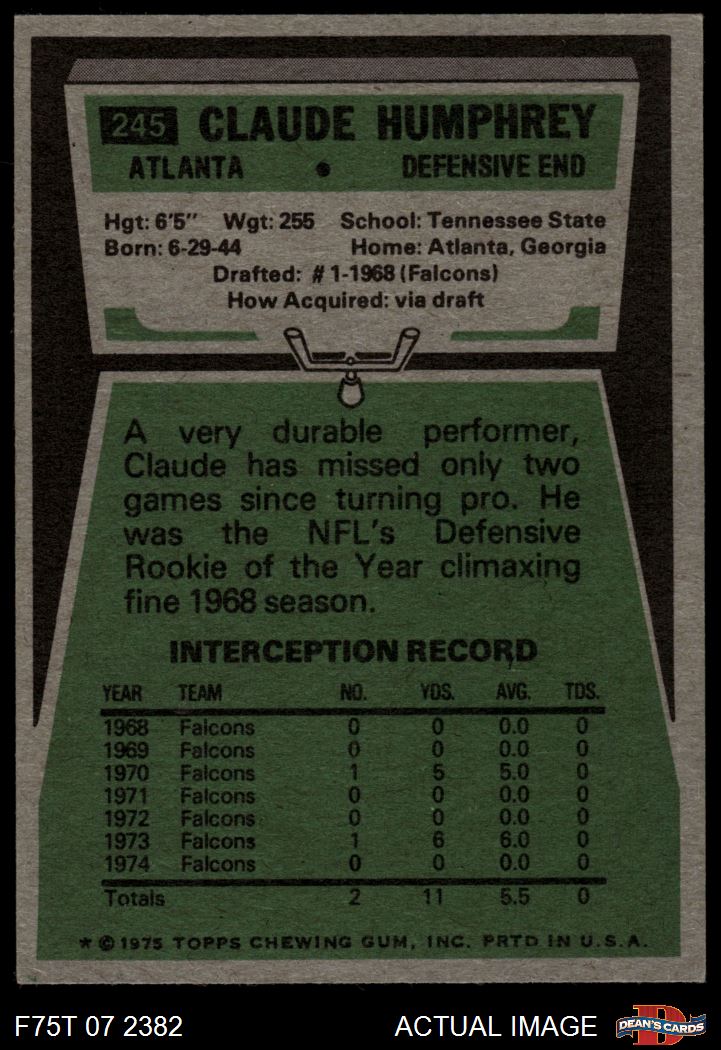 245 CLAUDE HUMPHREY
ATLANTA • DEFENSIVE END
Hgt: 6'5" Wgt: 255 School: Tennessee State
Born: 6-29-44 Home: Atlanta, Georgia
Drafted: #1-1968 (Falcons)
How Acquired: via draft
A very durable performer,
Claude has missed only two
games since turning pro. He
was the NFL's Defensive
Rookie of the Year climaxing
fine 1968 season.
INTERCEPTION RECORD
YEAR TEAM NO. YDS. AVG. TDS.
1968 Falcons 0 0 0.0 0
1969 Falcons 0 0 0.0 0
1970 Falcons 1 5 5.0 0
1971 Falcons 0 0 0.0 0
1972 Falcons 0 0 0.0 0
1973 Falcons 1 6 6.0 0
1974 Falcons 0 0 0.0 0
Totals 2 11 5.5 0
* © 1975 TOPPS CHEWING GUM, INC. PRTD IN U.S.A.
F75T 07 2382 ACTUAL IMAGE D DEAN'S CARDS